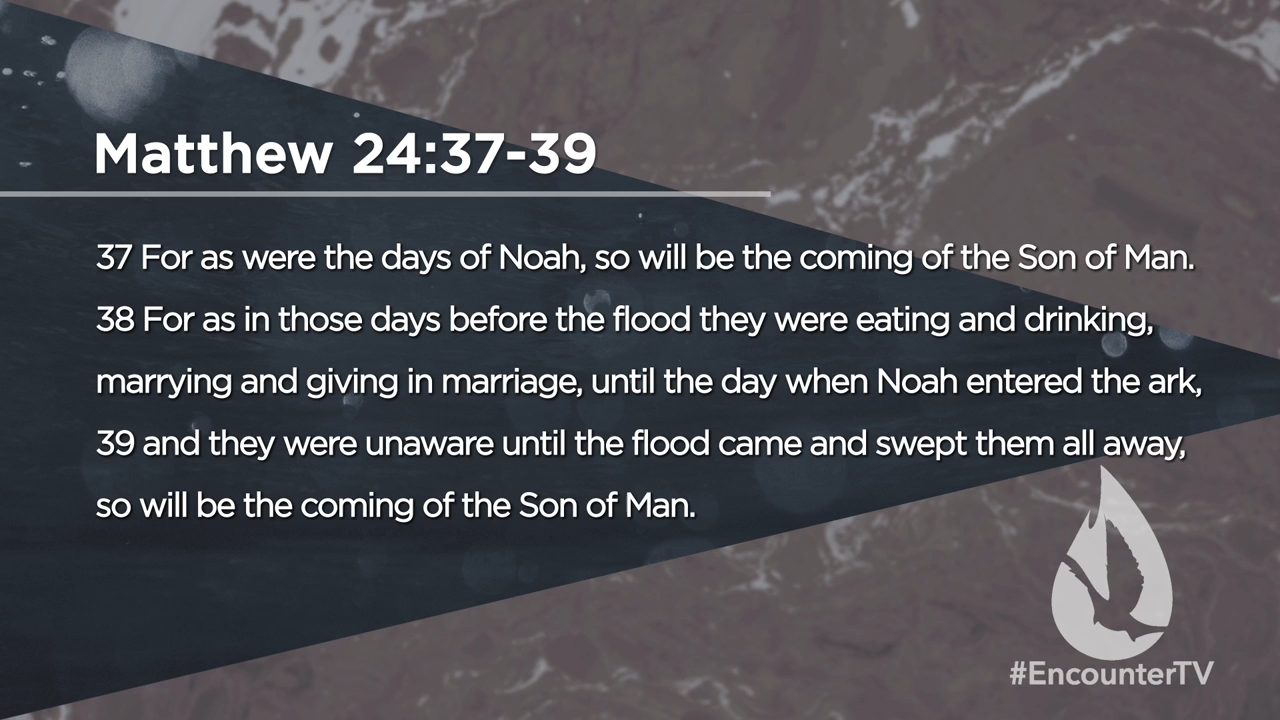 Matthew 24:37-39
37 For as were the days of Noah, so will be the coming of the Son of Man.
38 For as in those days before the flood they were eating and drinking,
marrying and giving in marriage, until the day when Noah entered the ark,
39 and they were unaware until the flood came and swept them all away,
so will be the coming of the Son of Man.
#EncounterTV